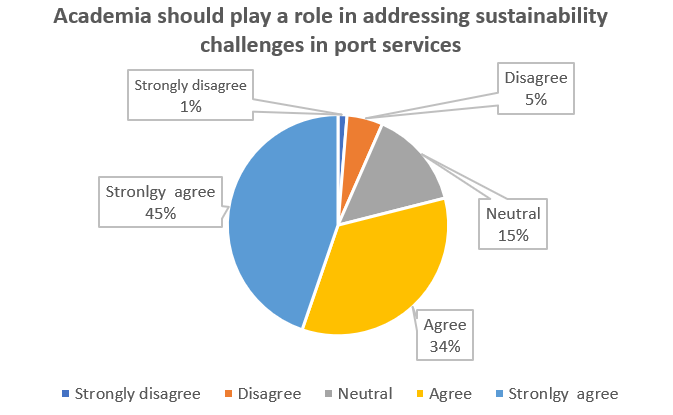 Academia should play a role in addressing sustainability
challenges in port services
Strongly disagree
1%
Disagree
5%
Stronlgy agree
45%
Neutral
15%
Agree
34%
Strongly disagree Disagree Neutral Agree Stronlgy agree